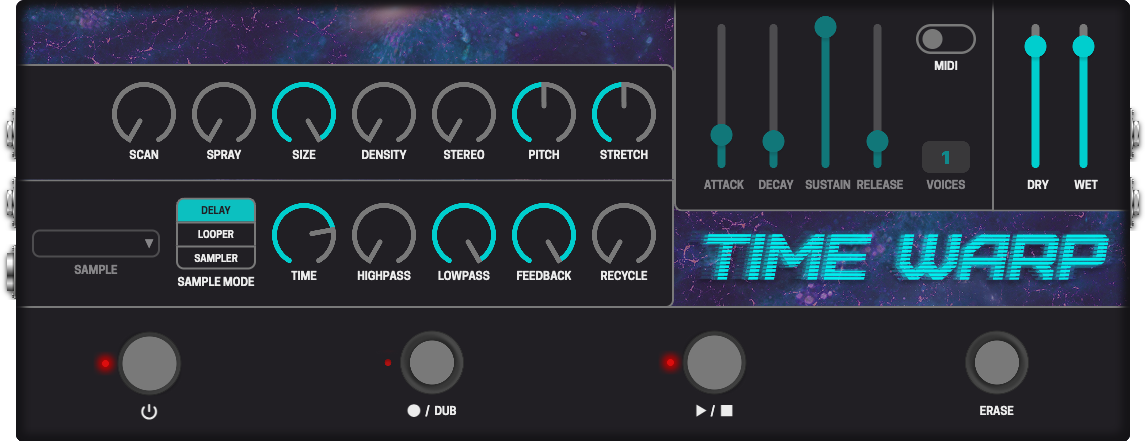 MIDI
SCAN SPRAY SIZE DENSITY STEREO PITCH STRETCH
1
ATTACK DECAY SUSTAIN RELEASE VOICES DRY WET
DELAY
LOOPER
SAMPLER
SAMPLE
SAMPLE MODE
TIME HIGHPASS LOWPASS FEEDBACK RECYCLE
TIME WARP
/ DUB
/
ERASE